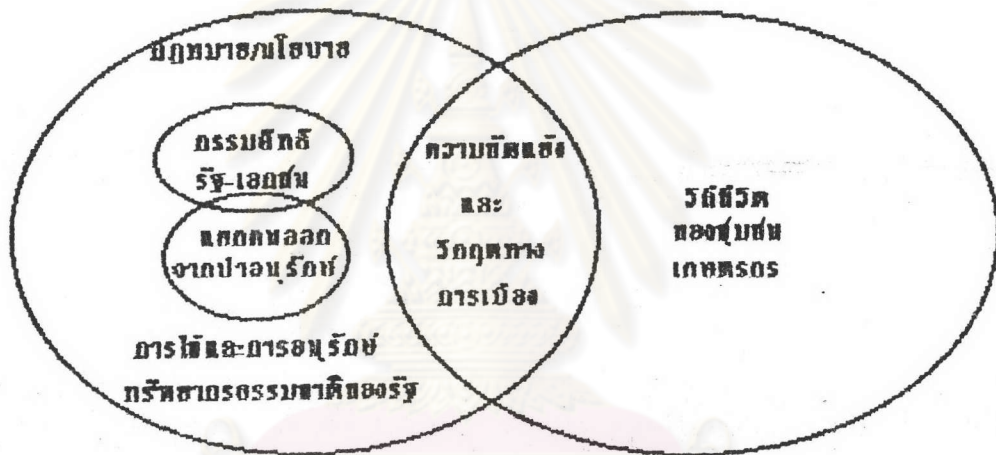 กฎหมาย/นโยบาย
กรรมสิทธิ์
รัฐ-เอกชน
แยกคนออก
จากป่าอนุรักษ์
การใช้และการอนุรักษ์
ทรัพยากรธรรมชาติของรัฐ
ความขัดแย้ง
และ
วิกฤตทาง
การเมือง
วิถีชีวิต
ของชุมชน
เกษตรกร